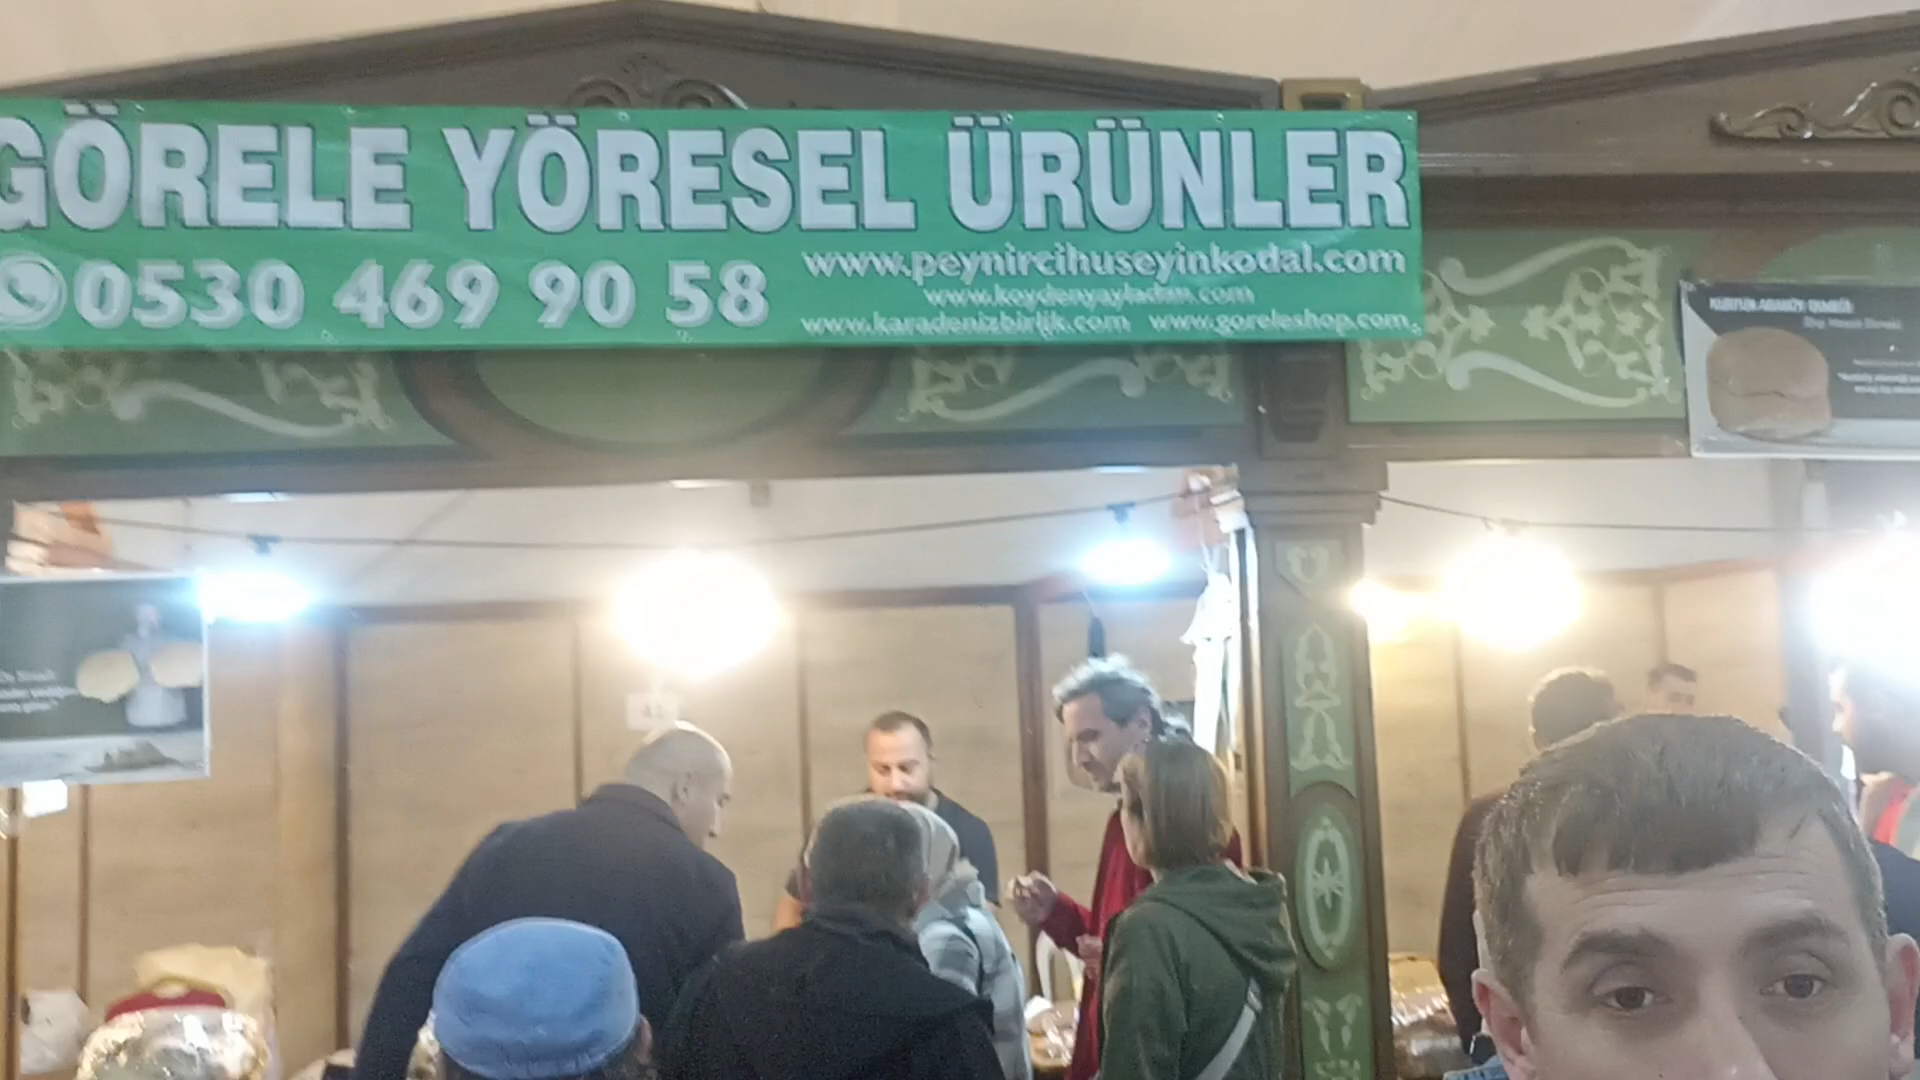 GÖRELE YÖRESEL ÜRÜNLER
0530 469 90 58
www.peynircihuseyinkodal.com
www.koydenyayladan.com
www.karadenizbirlik.com www.goreleshop.com
41